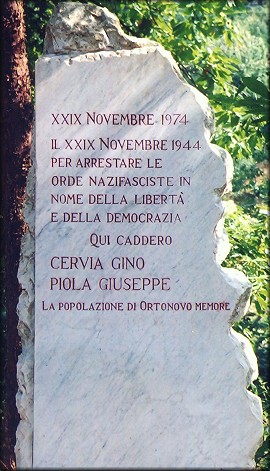 XXIX NOVEMBRE 1974
IL XXIX NOVEMBRE 1944
PER ARRESTARE LE
ORDE NAZIFASCISTE IN
NOME DELLA LIBERTÀ
E DELLA DEMOCRAZIA
QUI CADDERO
CERVIA GINO
PIOLA GIUSEPPE
LA POPOLAZIONE DI ORTONOVO MEMORE